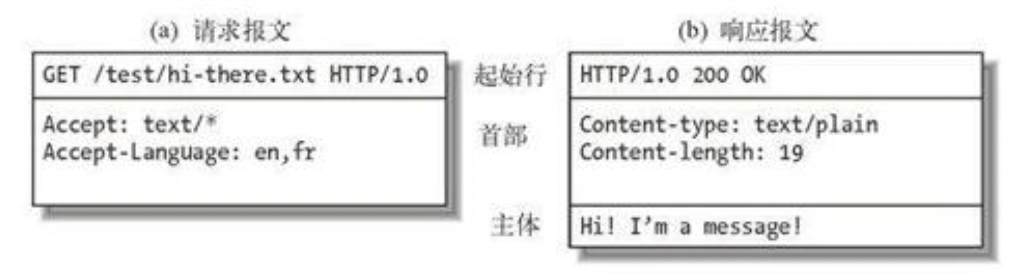 (a) 请求报文
GET /test/hi-there.txt HTTP/1.0
Accept: text/*
Accept-Language: en,fr
起始行
首部
主体
(b) 响应报文
HTTP/1.0 200 OK
Content-type: text/plain
Content-length: 19
Hi! I'm a message!